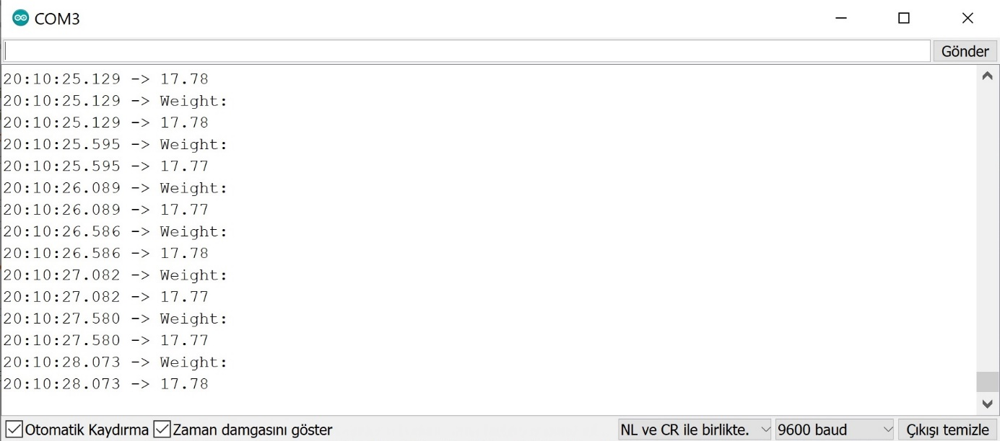 COM3
Gönder
20:10:25.129 -> 17.78
20:10:25.129 -> Weight:
20:10:25.129 -> 17.78
20:10:25.595 -> Weight:
20:10:25.595 -> 17.77
20:10:26.089 -> Weight:
20:10:26.089 -> 17.77
20:10:26.586 -> Weight:
20:10:26.586 -> 17.78
20:10:27.082 -> Weight:
20:10:27.082 -> 17.77
20:10:27.580 -> Weight:
20:10:27.580 -> 17.77
20:10:28.073 -> Weight:
20:10:28.073 -> 17.78
Otomatik Kaydırma Zaman damgasını göster NL ve CR ile birlikte. 9600 baud Çıkışı temizle